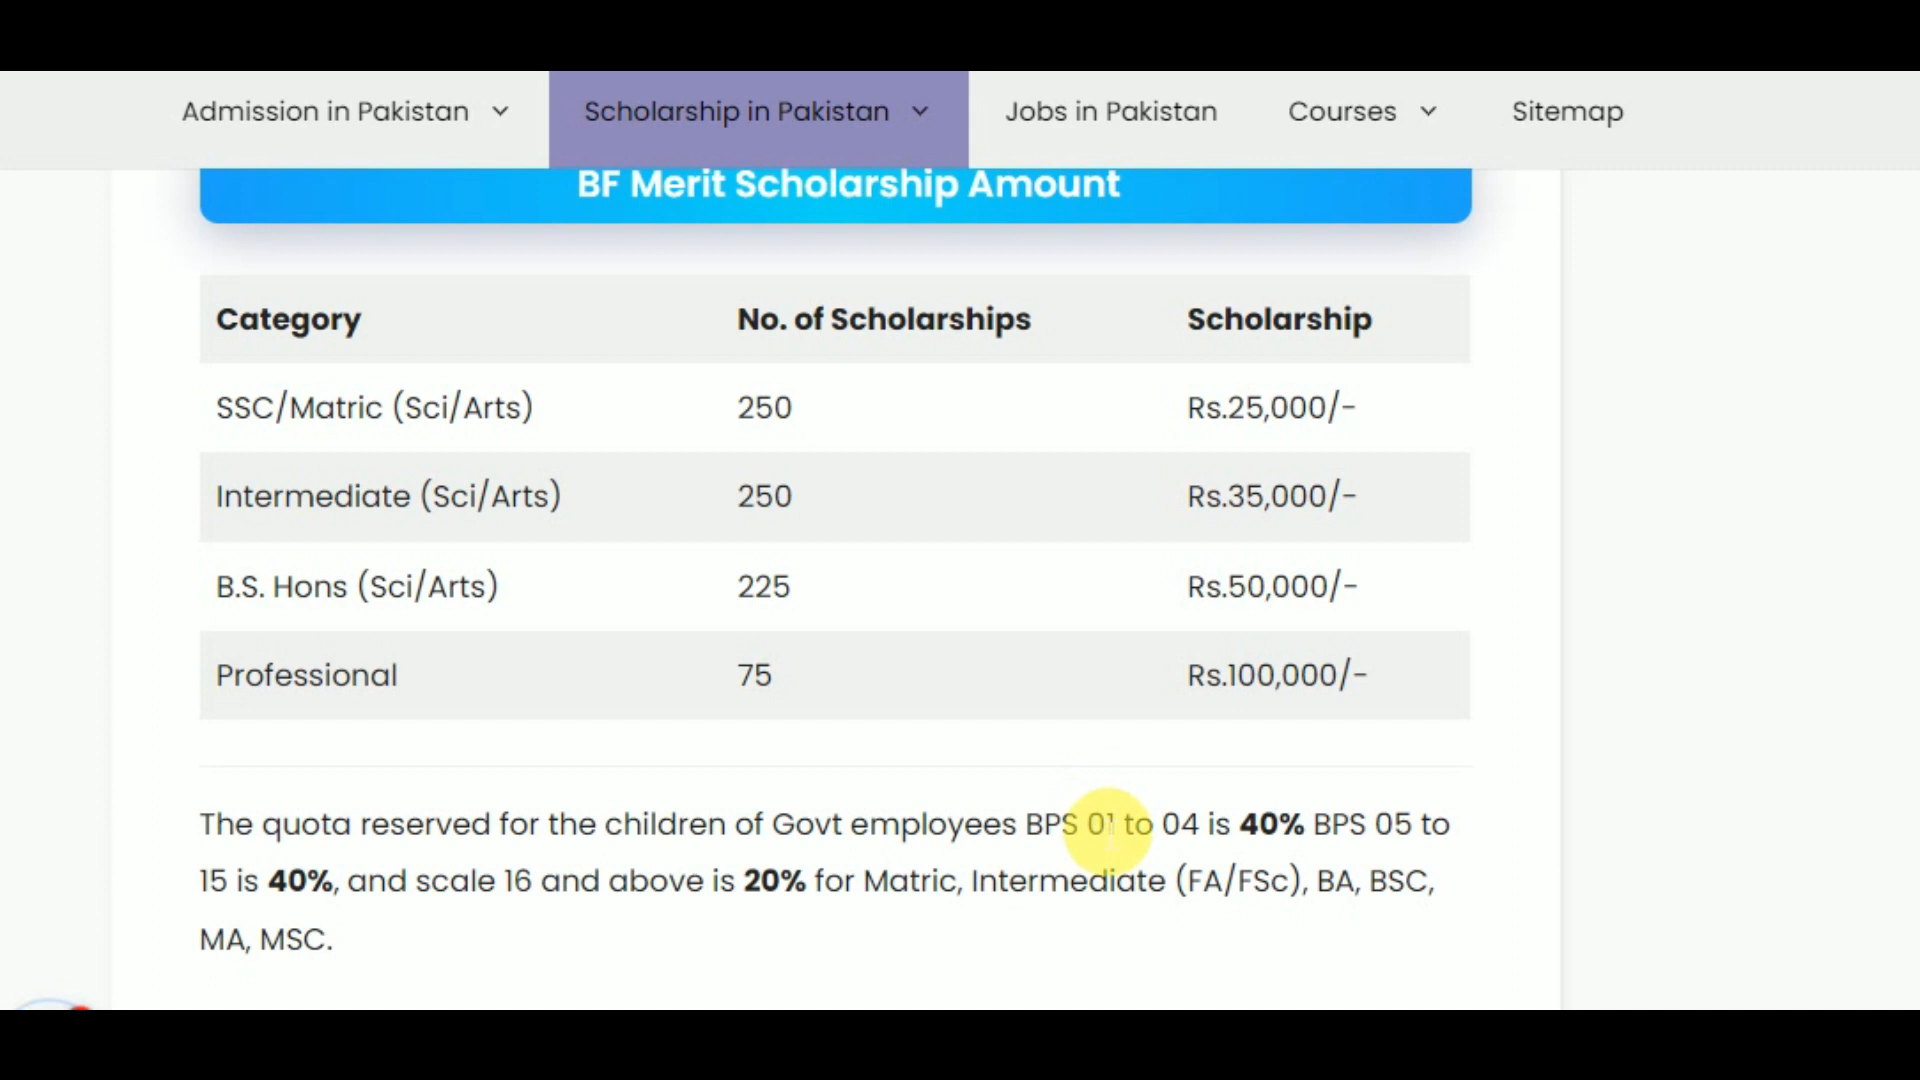 Admission in Pakistan Scholarship in Pakistan Jobs in Pakistan Courses Sitemap
BF Merit Scholarship Amount
Category No. of Scholarships Scholarship
SSC/Matric (Sci/Arts) 250 Rs.25,000/-
Intermediate (Sci/Arts) 250 Rs.35,000/-
B.S. Hons (Sci/Arts) 225 Rs.50,000/-
Professional 75 Rs.100,000/-
The quota reserved for the children of Govt employees BPS 01 to 04 is 40% BPS 05 to
15 is 40%, and scale 16 and above is 20% for Matric, Intermediate (FA/FSc), BA, BSC,
MA, MSC.